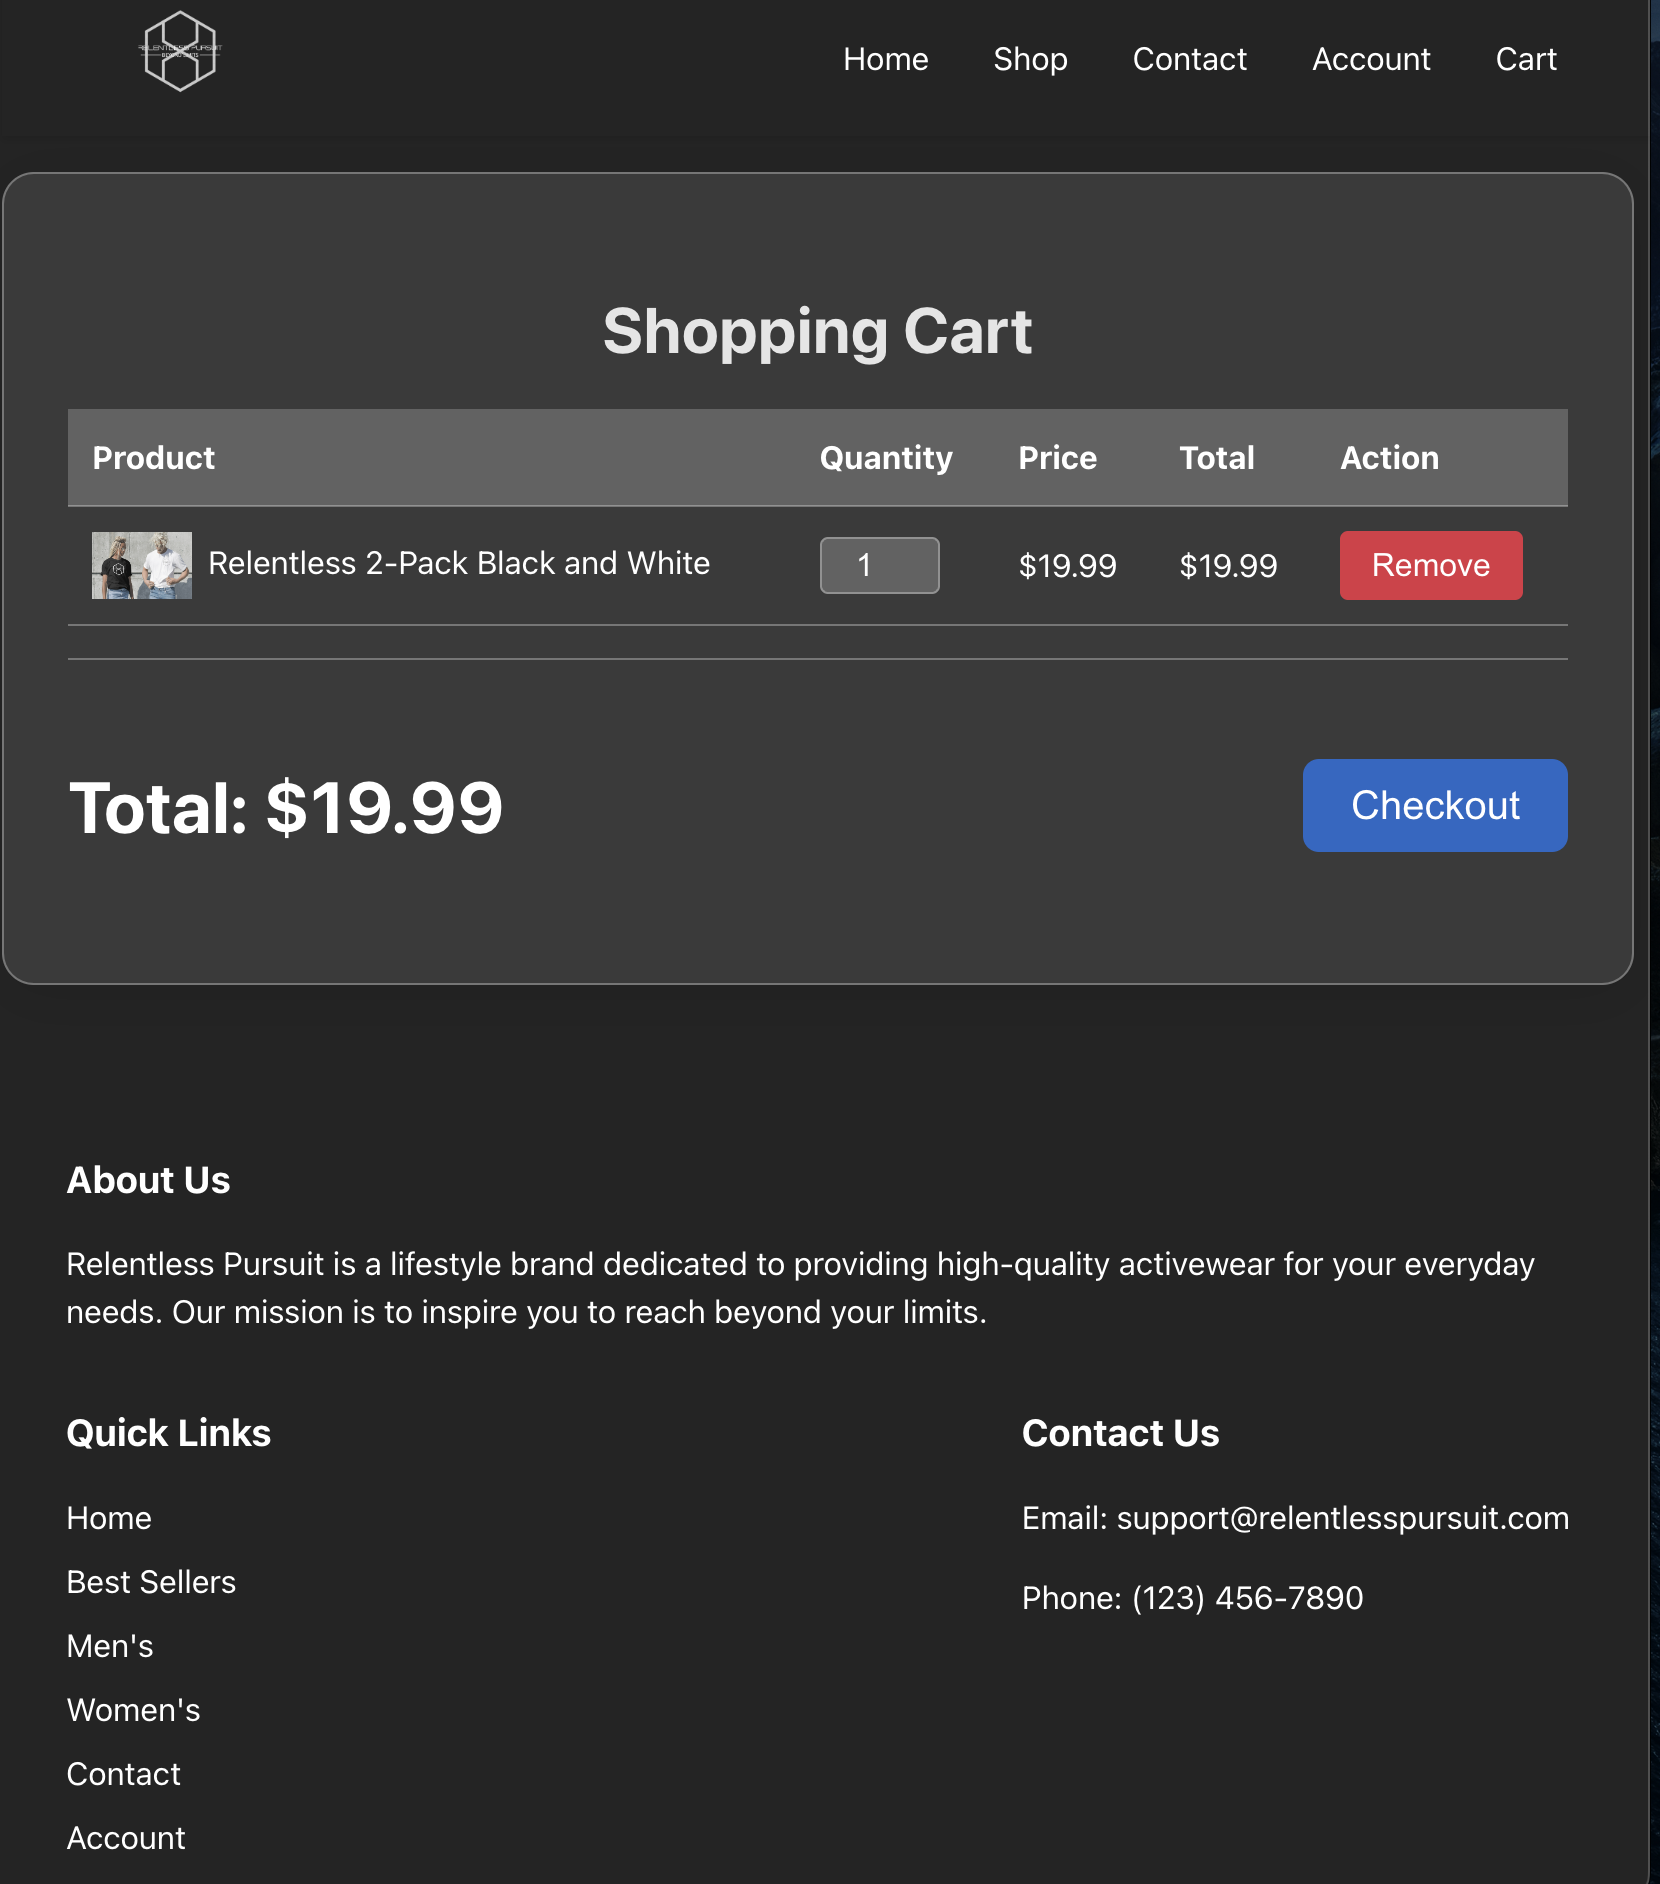 RELENTLESS PURSUIT
Home Shop Contact Account Cart
Shopping Cart
Product Quantity Price Total Action
Relentless 2-Pack Black and White 1 $19.99 $19.99 Remove
Total: $19.99 Checkout
About Us
Relentless Pursuit is a lifestyle brand dedicated to providing high-quality activewear for your everyday
needs. Our mission is to inspire you to reach beyond your limits.
Quick Links
Home
Best Sellers
Men's
Women's
Contact
Account
Contact Us
Email: support@relentlesspursuit.com
Phone: (123) 456-7890